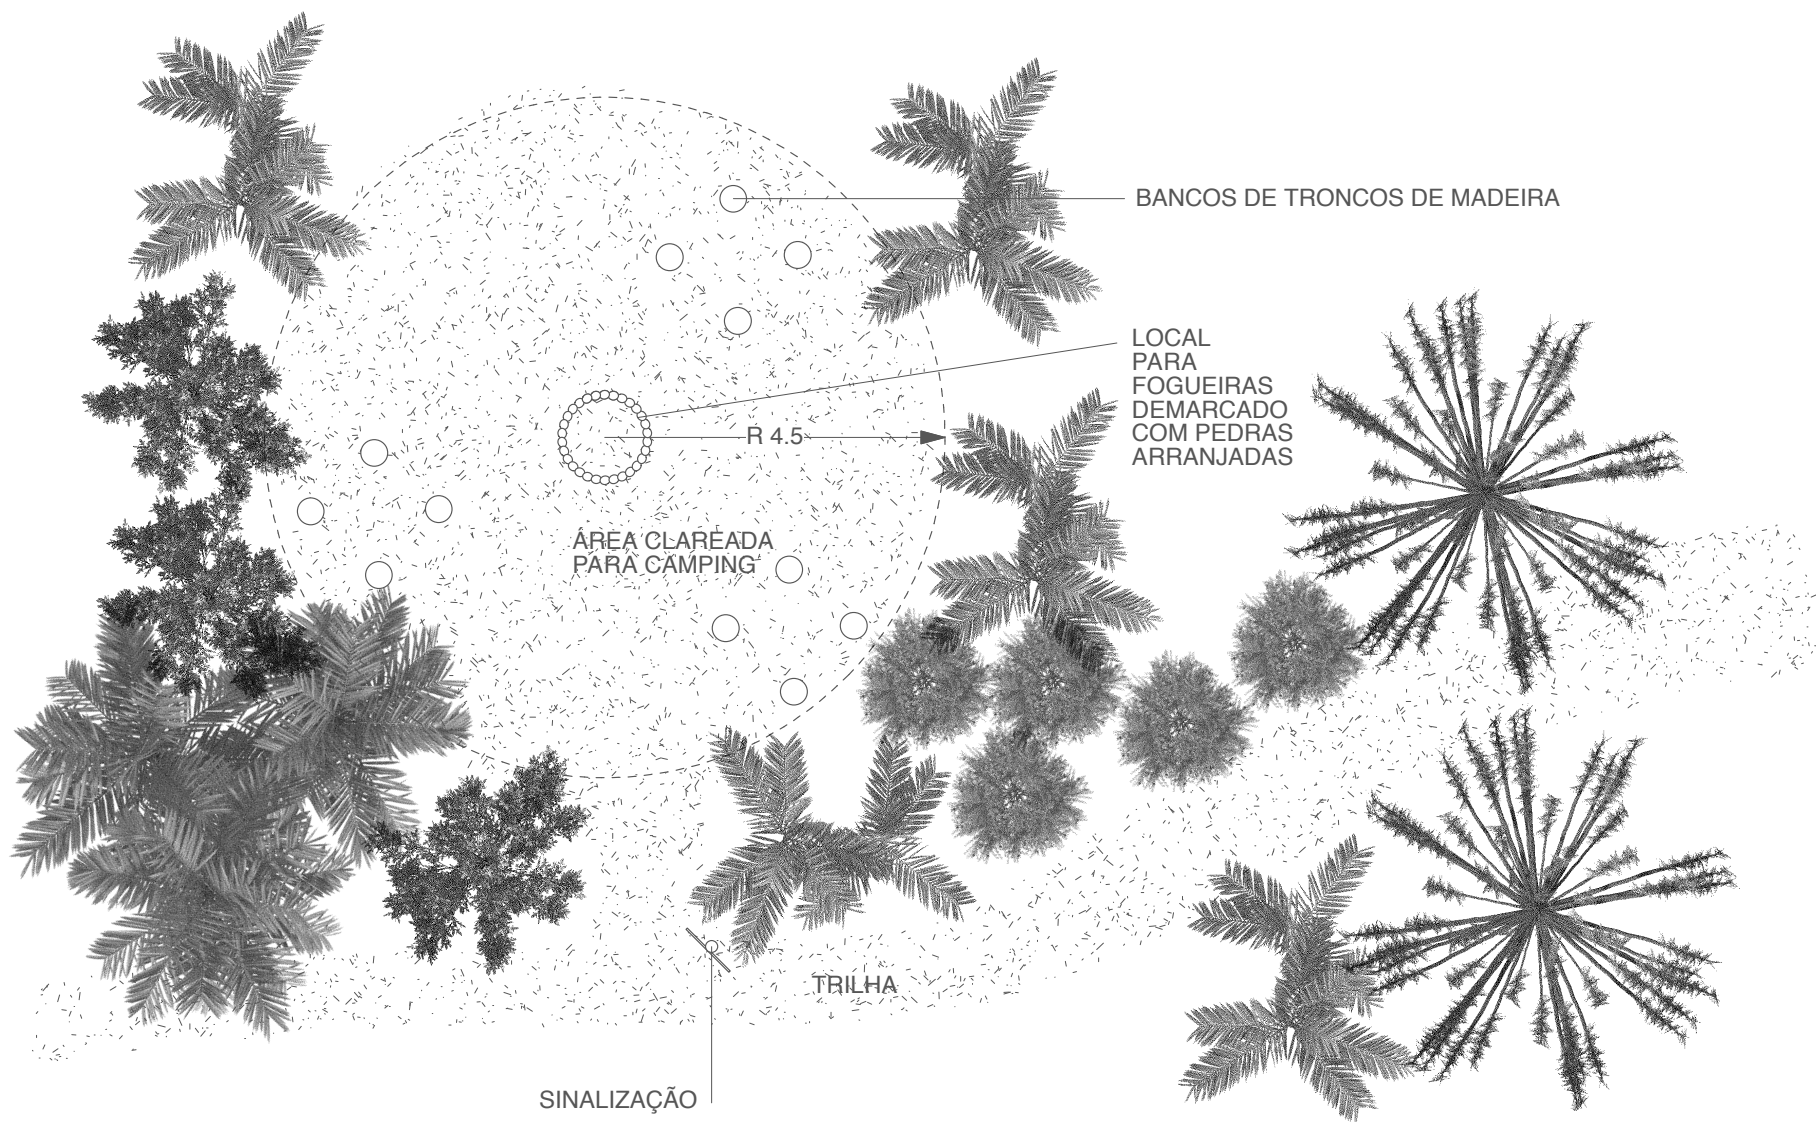 BANCOS DE TRONCOS DE MADEIRA
LOCAL
PARA
FOGUEIRAS
DEMARCADO
COM PEDRAS
ARRANJADAS
R 4.5
ÁREA CLAREADA
PARA CAMPING
TRILHA
SINALIZAÇÃO